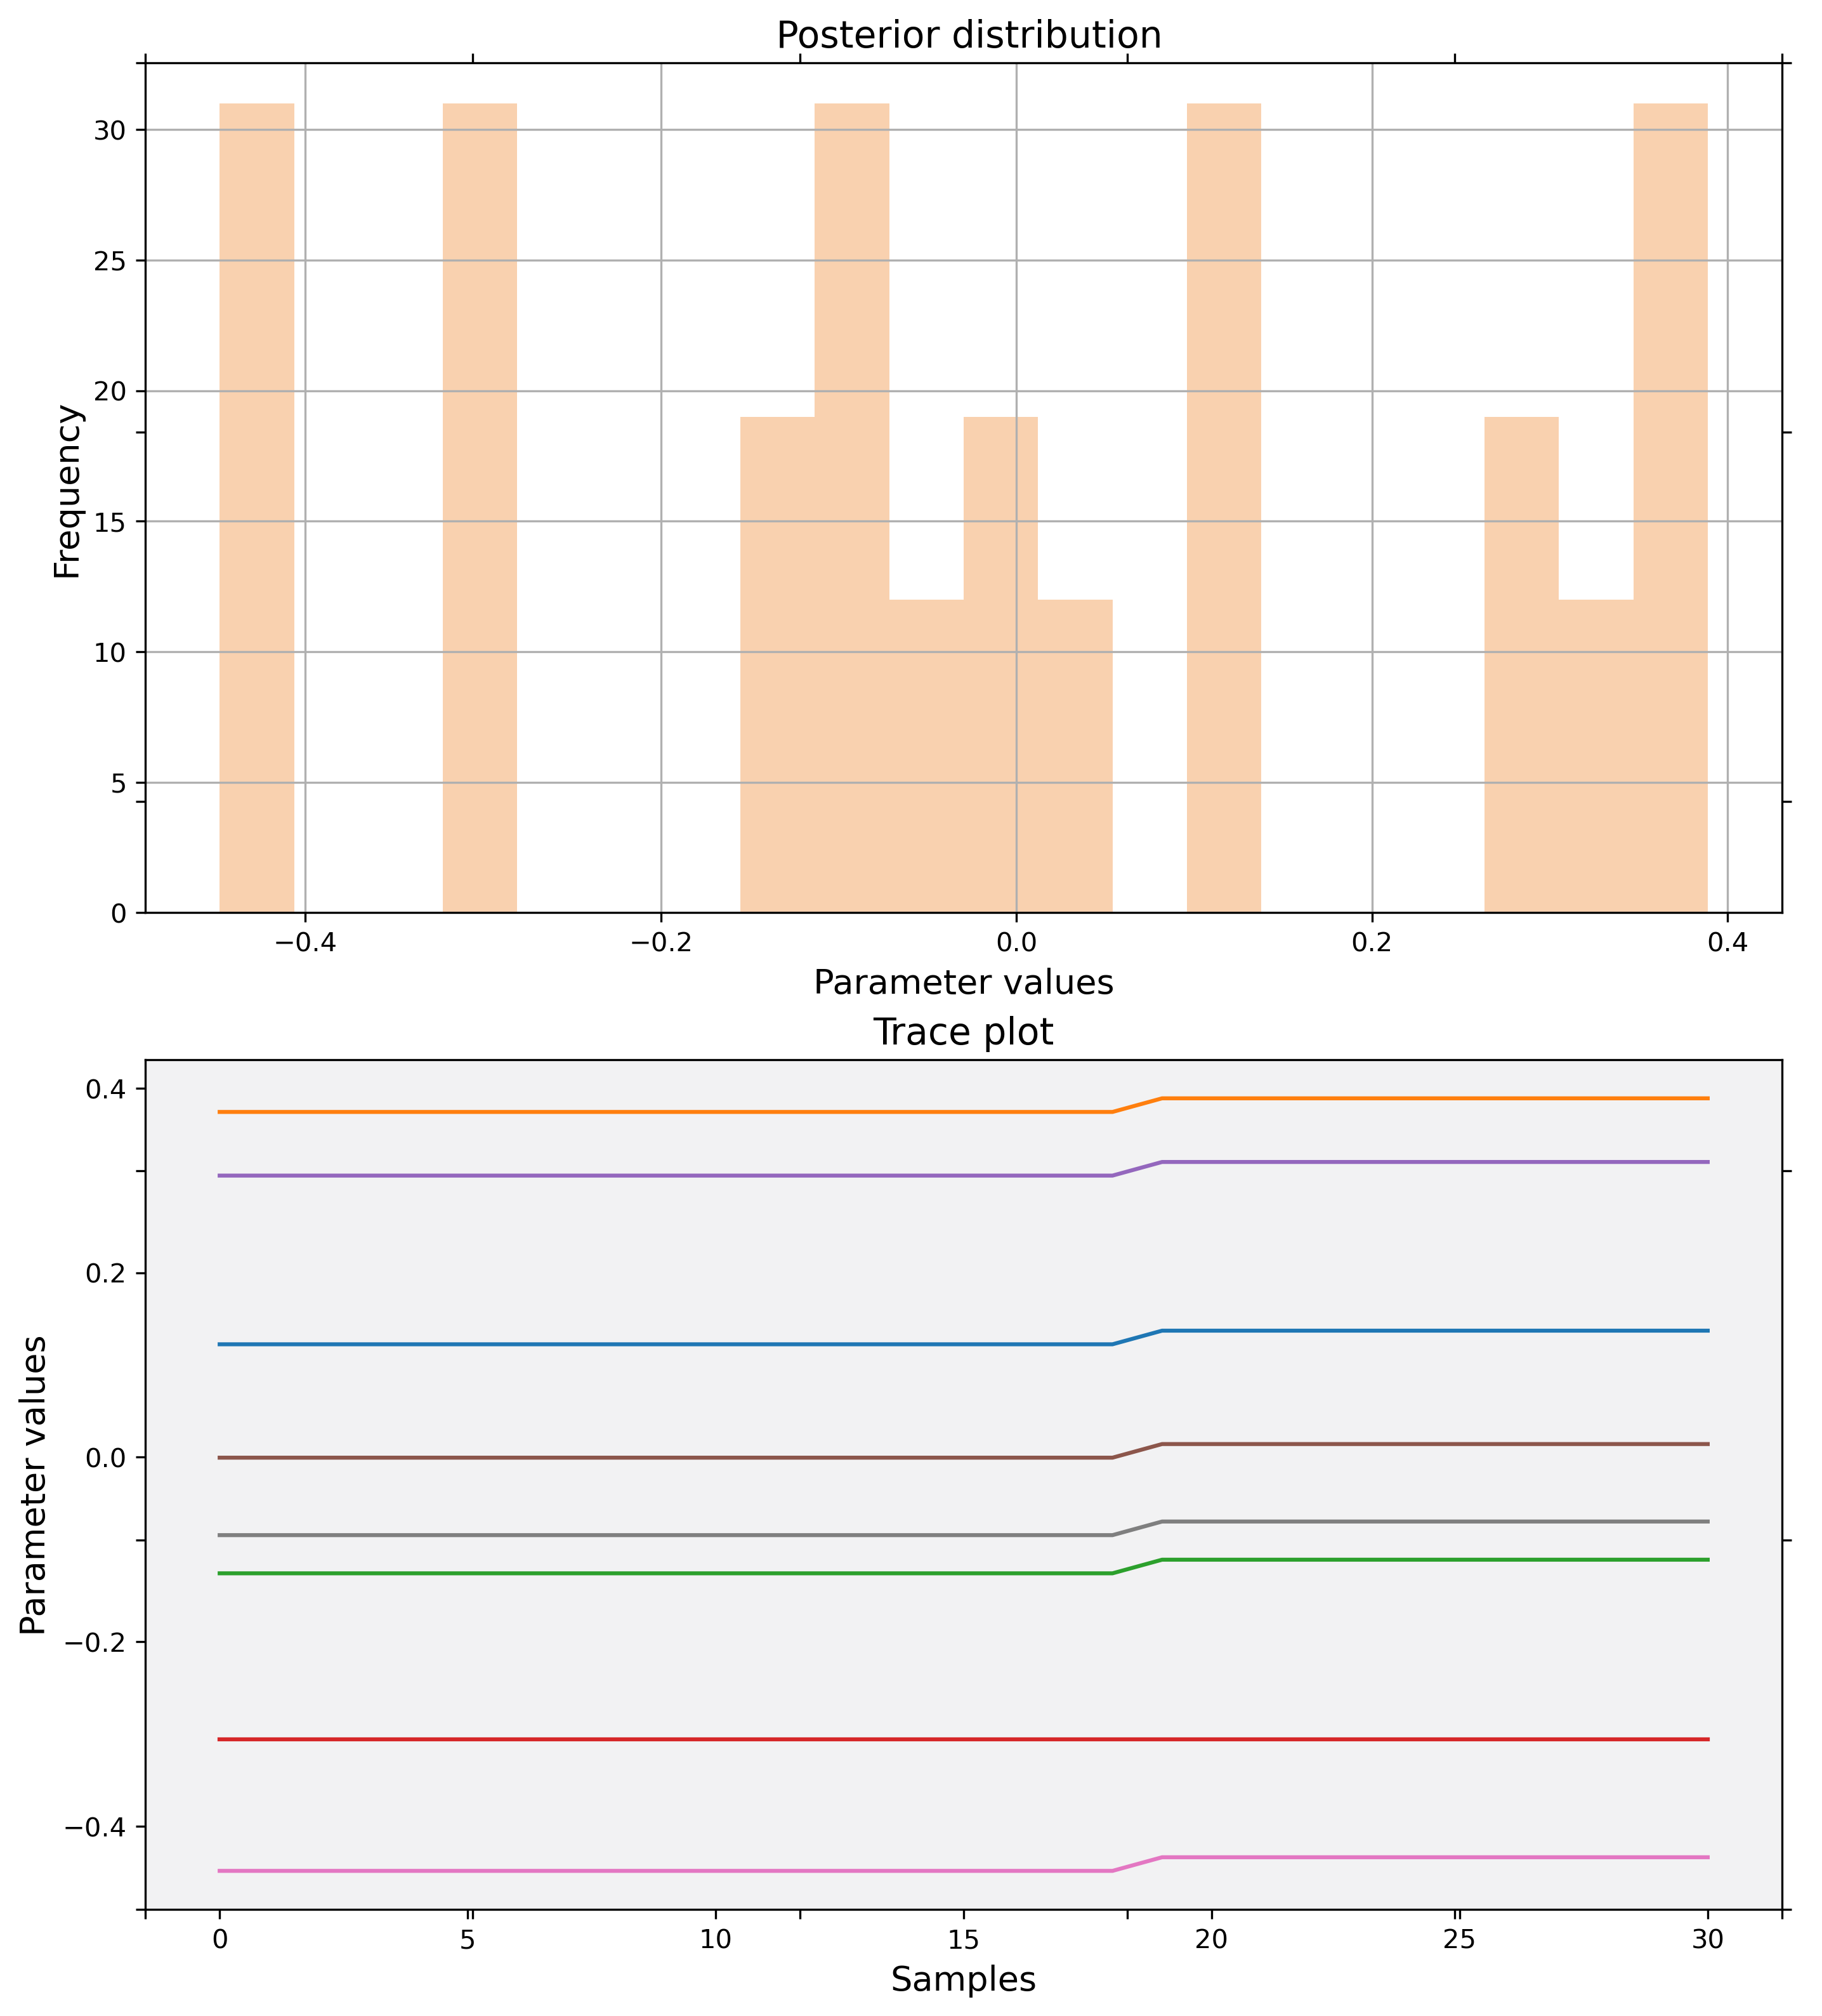 Posterior distribution
30
25
20
15
10
5
0
Frequency
−0.4 −0.2 0.0 0.2 0.4
Parameter values
Trace plot
0.4
0.2
0.0
−0.2
−0.4
Parameter values
0 5 10 15 20 25 30
Samples